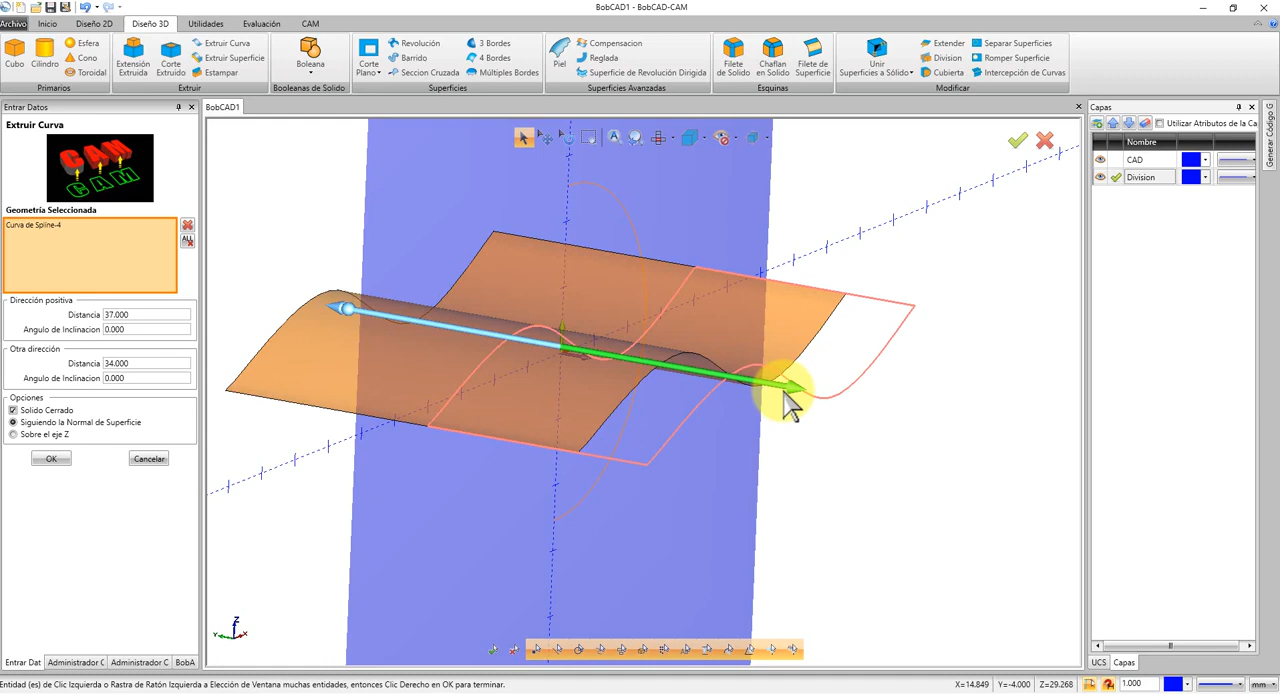 BobCAD1 - BobCAD-CAM
Archivo Inicio Diseño 2D Diseño 3D Utilidades Evaluación CAM
Cubo Cilindro Esfera Cono Toroidal
Primarios
Extensión Extruida Corte Extruido Extruir Curva Extruir Superficie Estampar
Extruir
Boleana
Booleanas de Solido
Corte Plano Revolución Barrido Seccion Cruzada 3 Bordes 4 Bordes Múltiples Bordes
Superficies
Piel Compensacion Reglada Superficie de Revolución Dirigida
Superficies Avanzadas
Filete de Solido Chaflan en Solido Filete de Superficie
Esquinas
Unir Superficies a Sólido Extender Division Cubierta Separar Superficies Romper Superficie Intercepción de Curvas
Modificar
Entrar Datos
Extruir Curva
CAM
CAM
Geometría Seleccionada
Curva de Spline-4
ALL
Dirección positiva
Distancia 37.000
Angulo de Inclinacion 0.000
Otra dirección
Distancia 34.000
Angulo de Inclinacion 0.000
Opciones
Solido Cerrado
Siguiendo la Normal de Superficie
Sobre el eje Z
OK Cancelar
Entrar Dat Administrador C Administrador C BobA
BobCAD1
Z
Y X
Capas
Utilizar Atributos de la Ca
Nombre
CAD
Division
UCS Capas
Generar Código
Entidad (es) de Clic Izquierda o Rastra de Ratón Izquierda a Elección de Ventana muchas entidades, entonces Clic Derecho en OK para terminar.
X=14.849 Y=-4.000 Z=29.268 1.000 mm